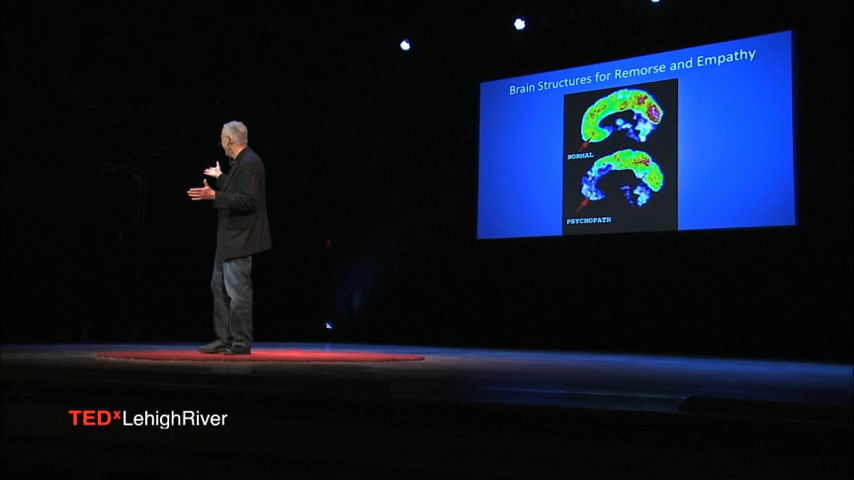 Brain Structures for Remorse and Empathy
NORMAL
PSYCHOPATH
TEDxLehighRiver